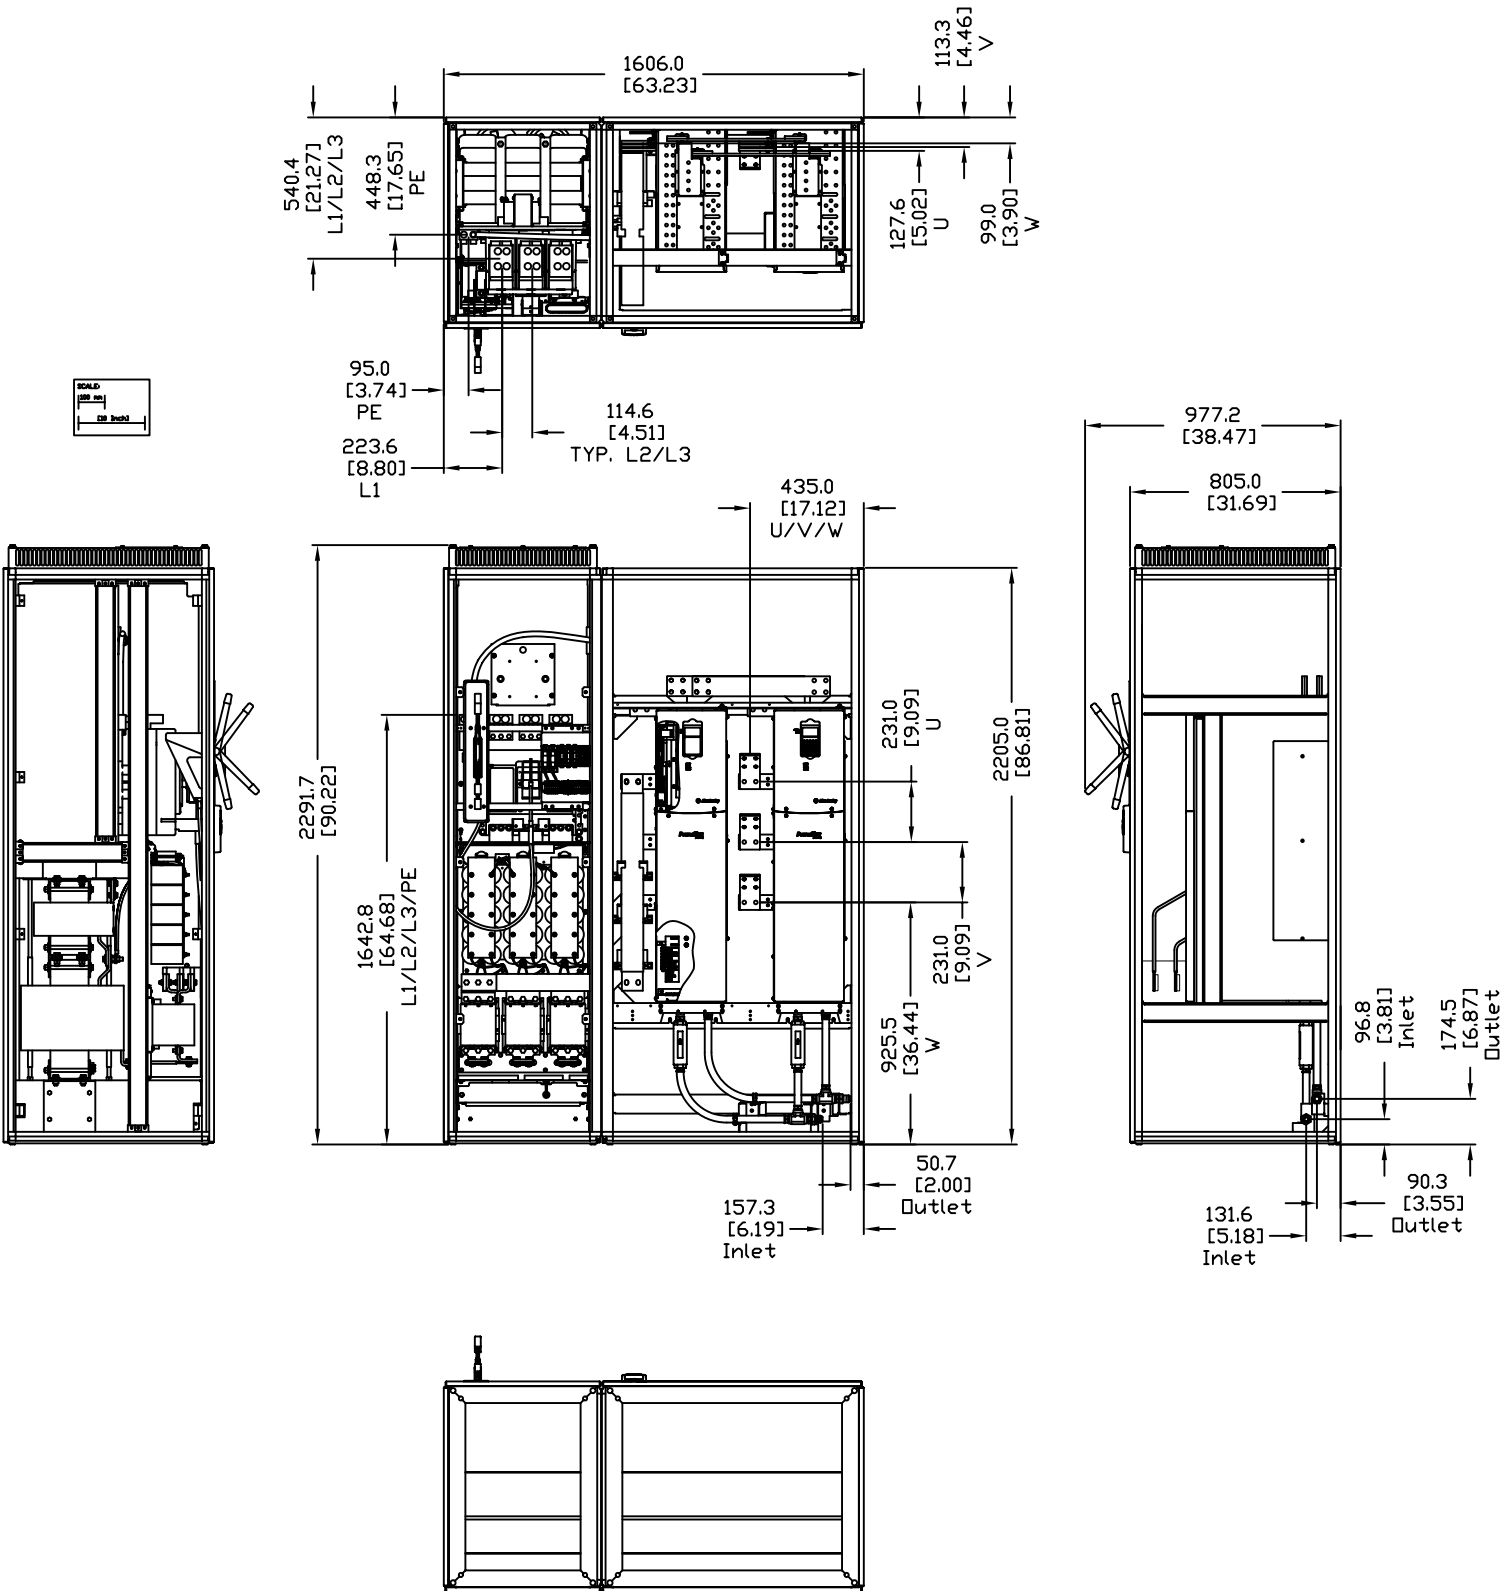 113.3
[4.46]
V
1606.0
[63.23]
540.4
[21.27]
L1/L2/L3
448.3
[17.65]
PE
127.6
[5.02]
U
99.0
[3.90]
W
SCALE:
100 mm
[10 Inch]
95.0
[3.74]
PE
114.6
[4.51]
TYP. L2/L3
223.6
[8.80]
L1
977.2
[38.47]
805.0
[31.69]
435.0
[17.12]
U/V/W
2291.7
[90.22]
1642.8
[64.68]
L1/L2/L3/PE
231.0
[9.09]
U
2205.0
[86.81]
231.0
[9.09]
V
925.5
[36.44]
W
96.8
[3.81]
Inlet
174.5
[6.87]
Outlet
50.7
[2.00]
Outlet
157.3
[6.19]
Inlet
90.3
[3.55]
Outlet
131.6
[5.18]
Inlet